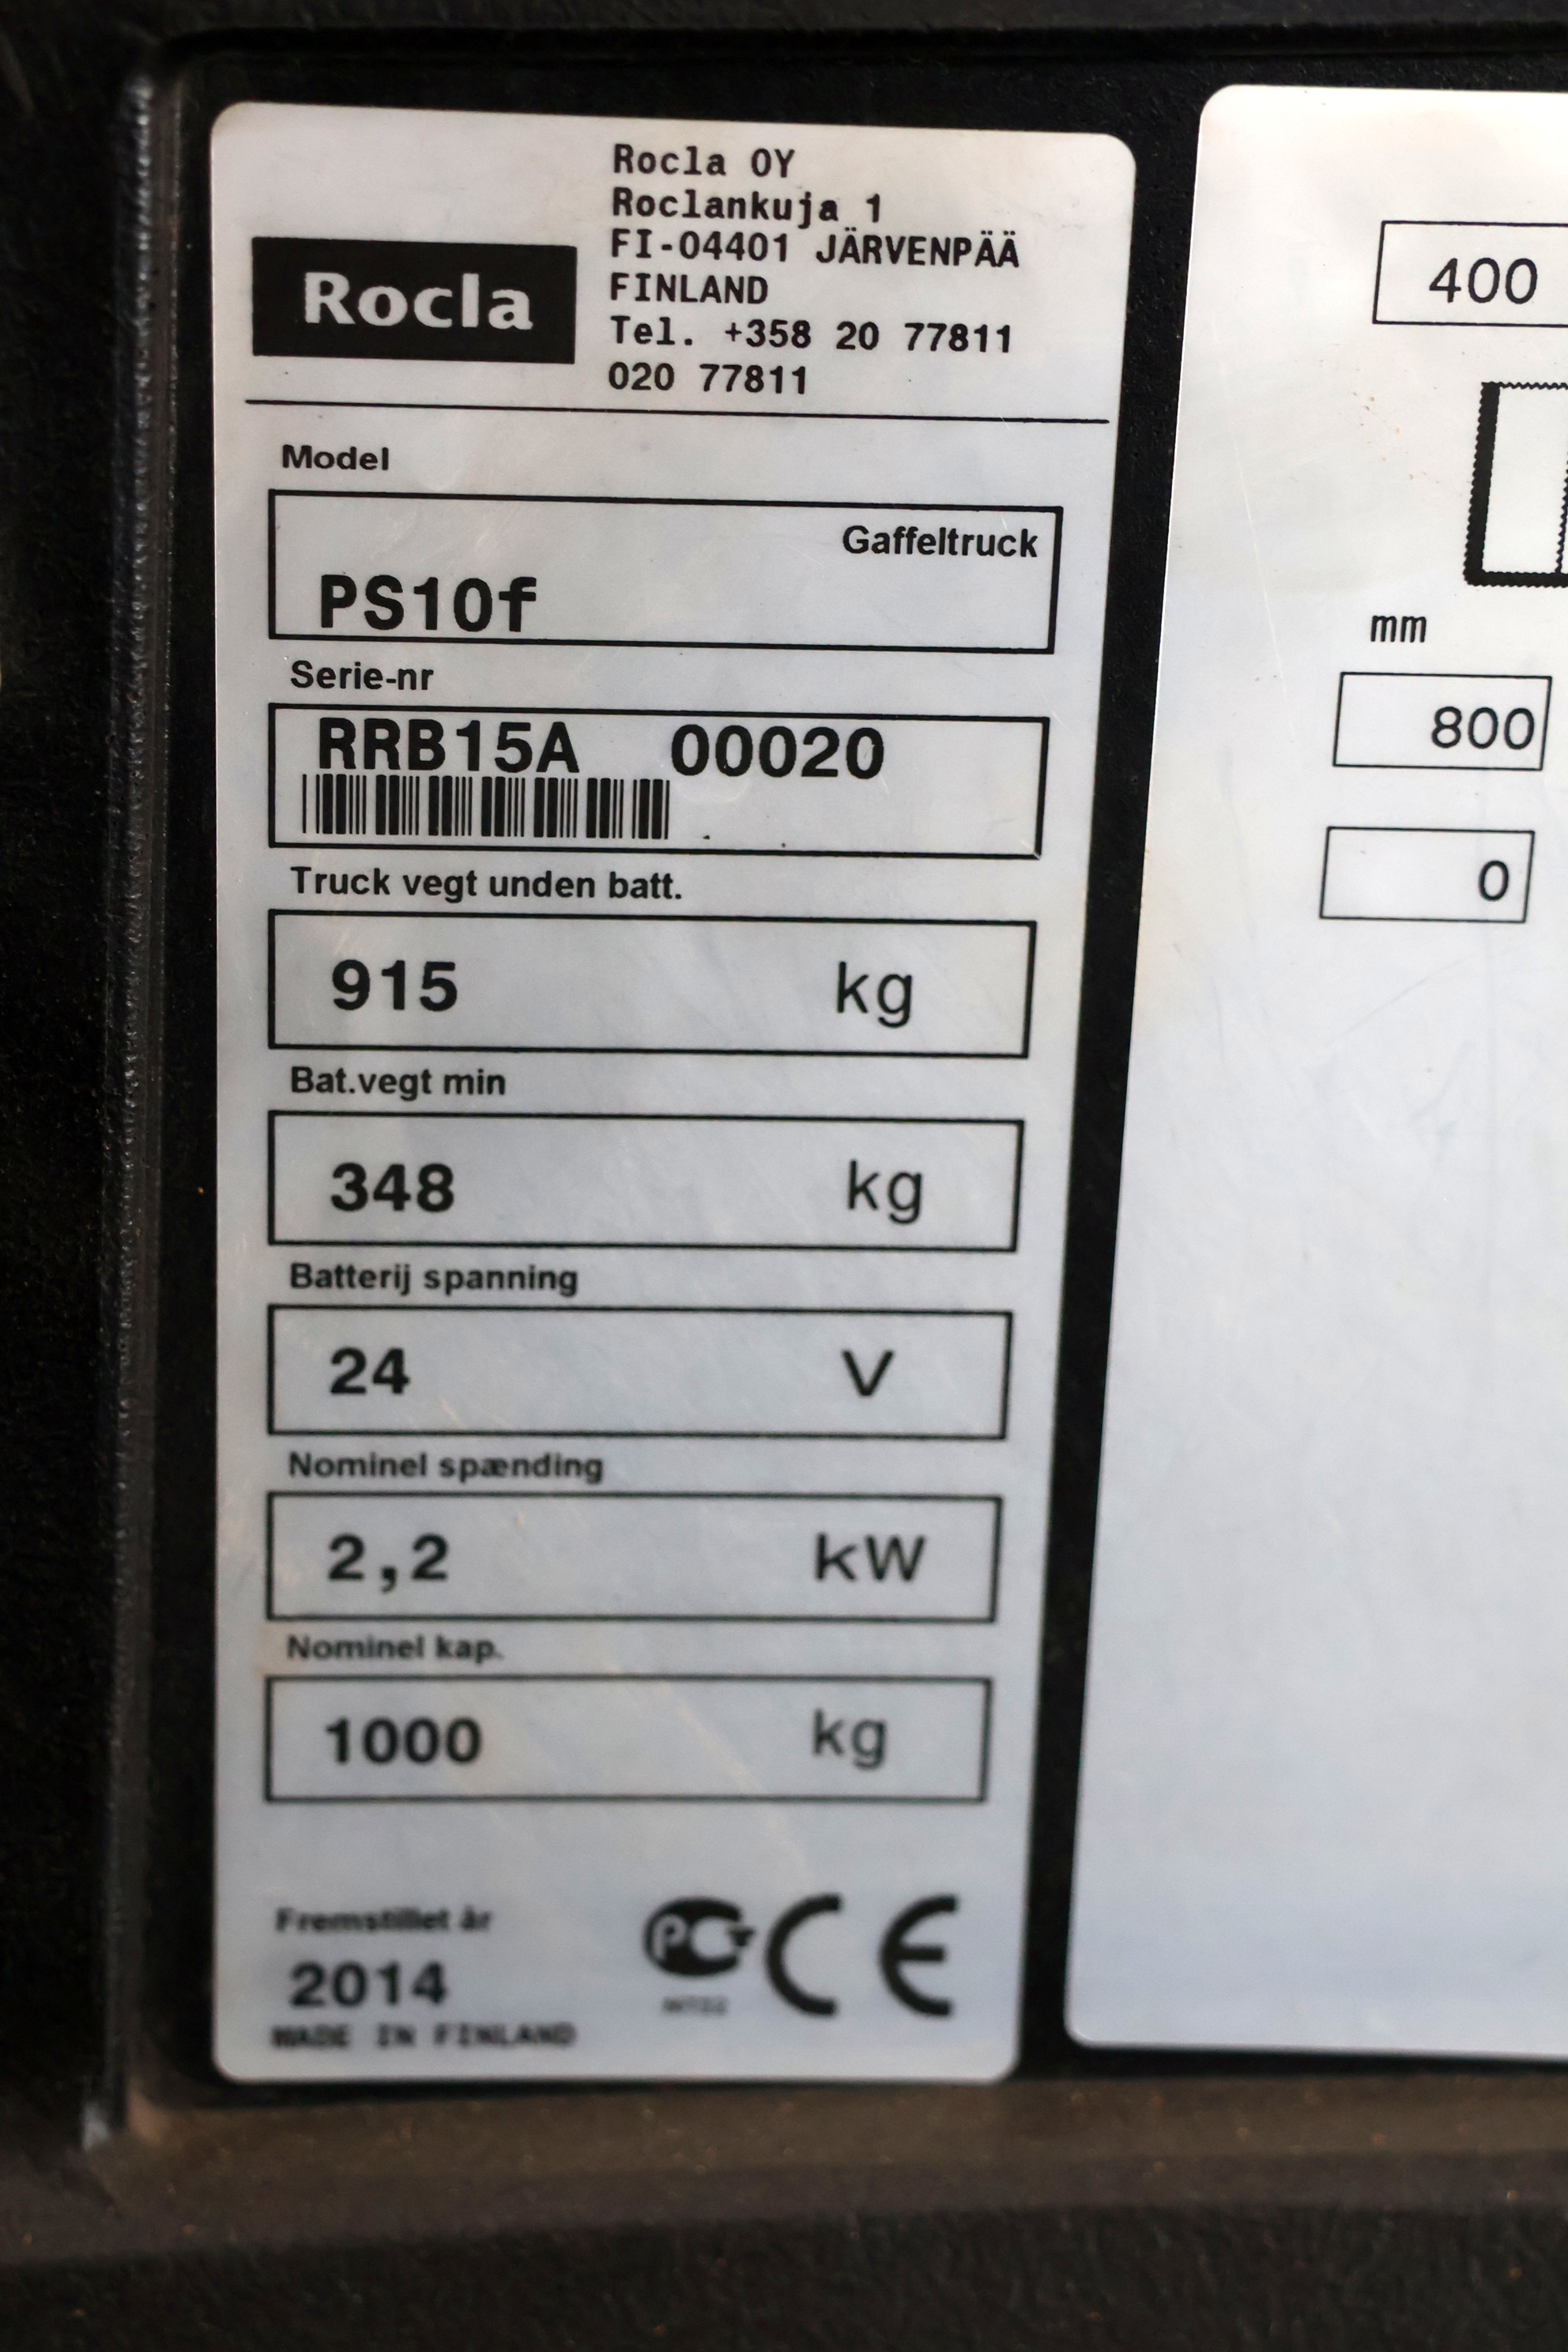 Rocla
Rocla OY
Roclankuja 1
FI-04401 JÄRVENPÄÄ
FINLAND
Tel. +358 20 77811
020 77811
Model
Gaffeltruck
PS10f
Serie-nr
RRB15A 00020
Truck vegt unden batt.
915 kg
Bat.vegt min
348 kg
Batterij spanning
24 V
Nominel spænding
2,2 kW
Nominel kap.
1000 kg
Fremstillet år
2014
MADE IN FINLAND
PCT CE
400
mm
800
0